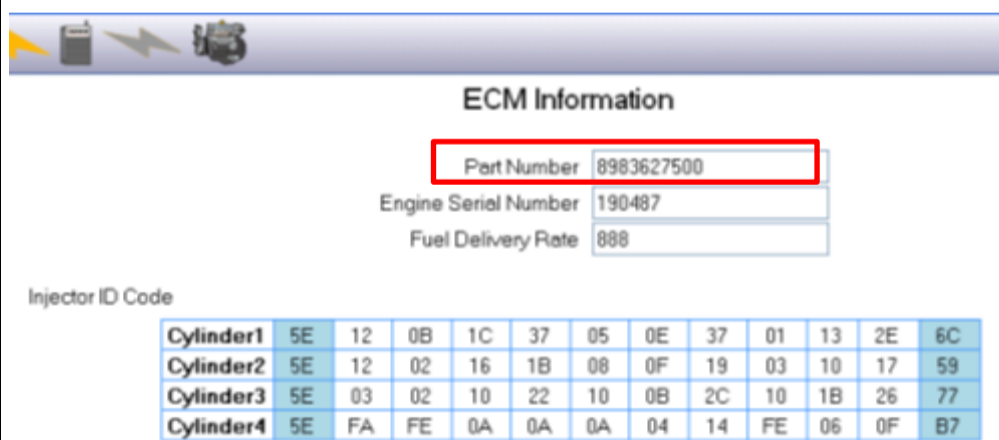 ECM Information
Part Number 8983627500
Engine Serial Number 190487
Fuel Delivery Rate 888
Injector ID Code
Cylinder1 5E 12 0B 1C 37 05 0E 37 01 13 2E 6C
Cylinder2 5E 12 02 16 1B 08 0F 19 03 10 17 59
Cylinder3 5E 03 02 10 22 10 0B 2C 10 1B 26 77
Cylinder4 5E FA FE 0A 0A 0A 04 14 FE 06 0F B7